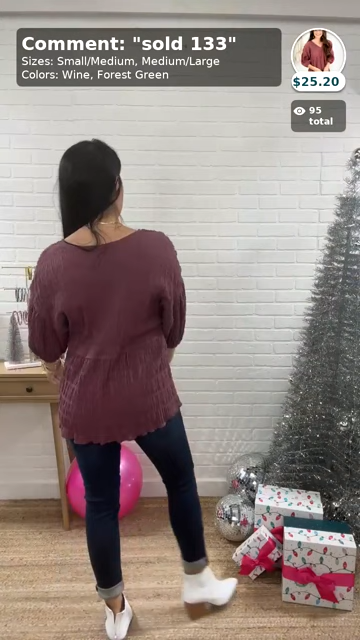 Comment: "sold 133"
Sizes: Small/Medium, Medium/Large
Colors: Wine, Forest Green
$25.20
95
total